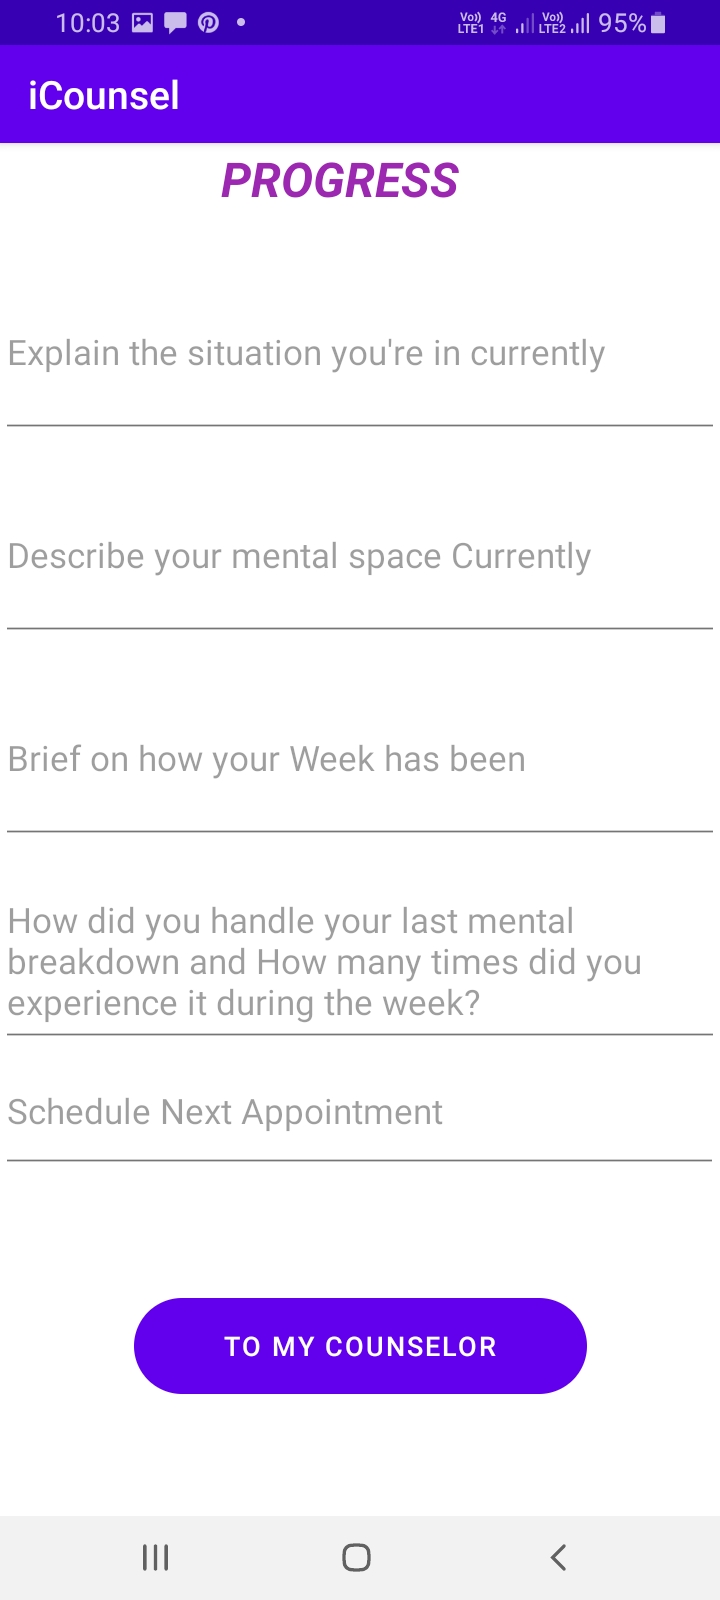 10:03
Vo)) LTE1 4G Vo)) LTE2 95%
iCounsel
PROGRESS
Explain the situation you're in currently
Describe your mental space Currently
Brief on how your Week has been
How did you handle your last mental
breakdown and How many times did you
experience it during the week?
Schedule Next Appointment
TO MY COUNSELOR